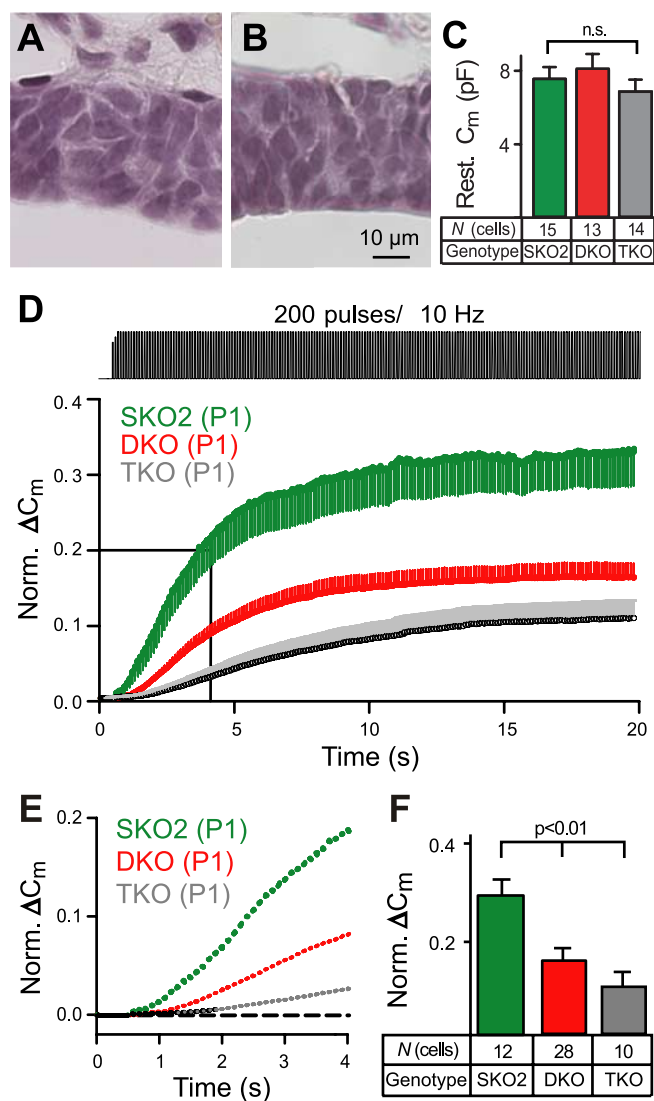 A
B
10 µm
C
n.s.
Rest. Cm (pF)
8
4
N (cells) 15 13 14
Genotype SKO2 DKO TKO
D
200 pulses/ 10 Hz
SKO2 (P1)
DKO (P1)
TKO (P1)
Norm. ΔCm
0.4
0.3
0.2
0.1
0.0
0 5 10 15 20
Time (s)
E
SKO2 (P1)
DKO (P1)
TKO (P1)
Norm. ΔCm
0.2
0.1
0.0
0 1 2 3 4
Time (s)
F
p<0.01
Norm. ΔCm
0.4
0.2
N (cells) 12 28 10
Genotype SKO2 DKO TKO